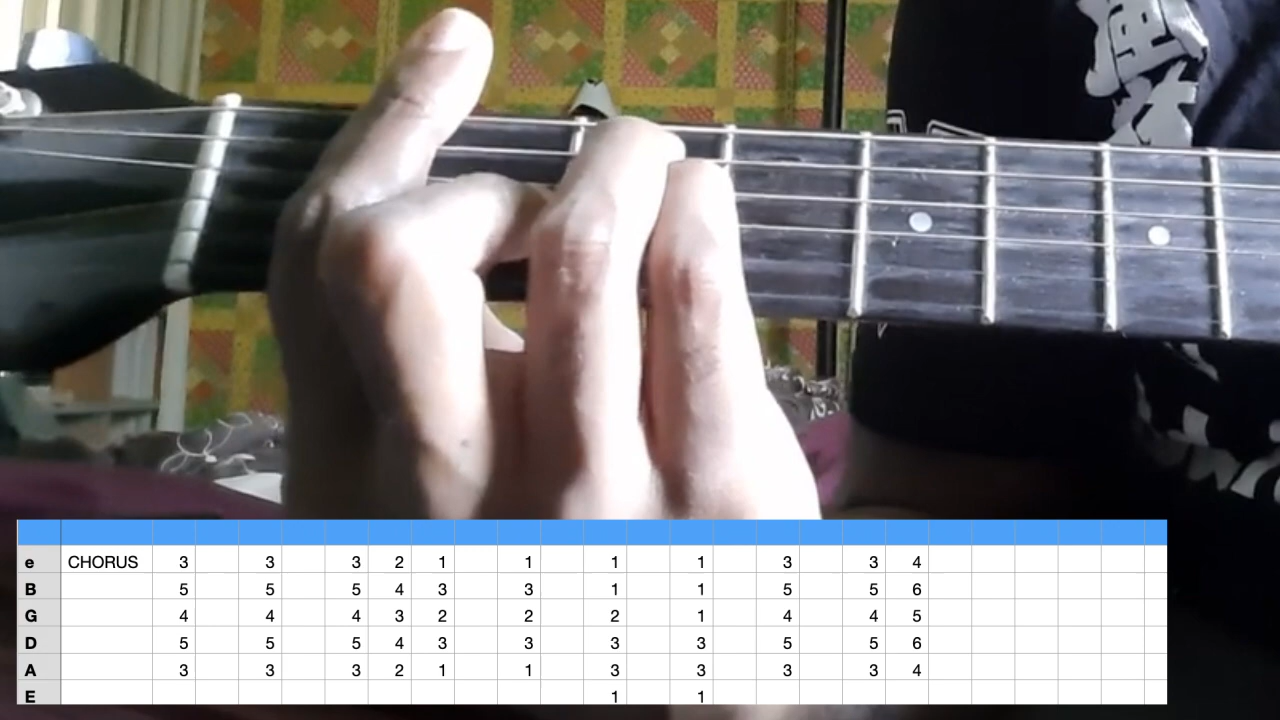 e CHORUS 3 3 3 2 1 1 1 1 3 3 4
B 5 5 5 4 3 3 1 1 5 5 6
G 4 4 4 3 2 2 2 1 4 4 5
D 5 5 5 4 3 3 3 3 5 5 6
A 3 3 3 2 1 1 3 3 3 3 4
E 1 1